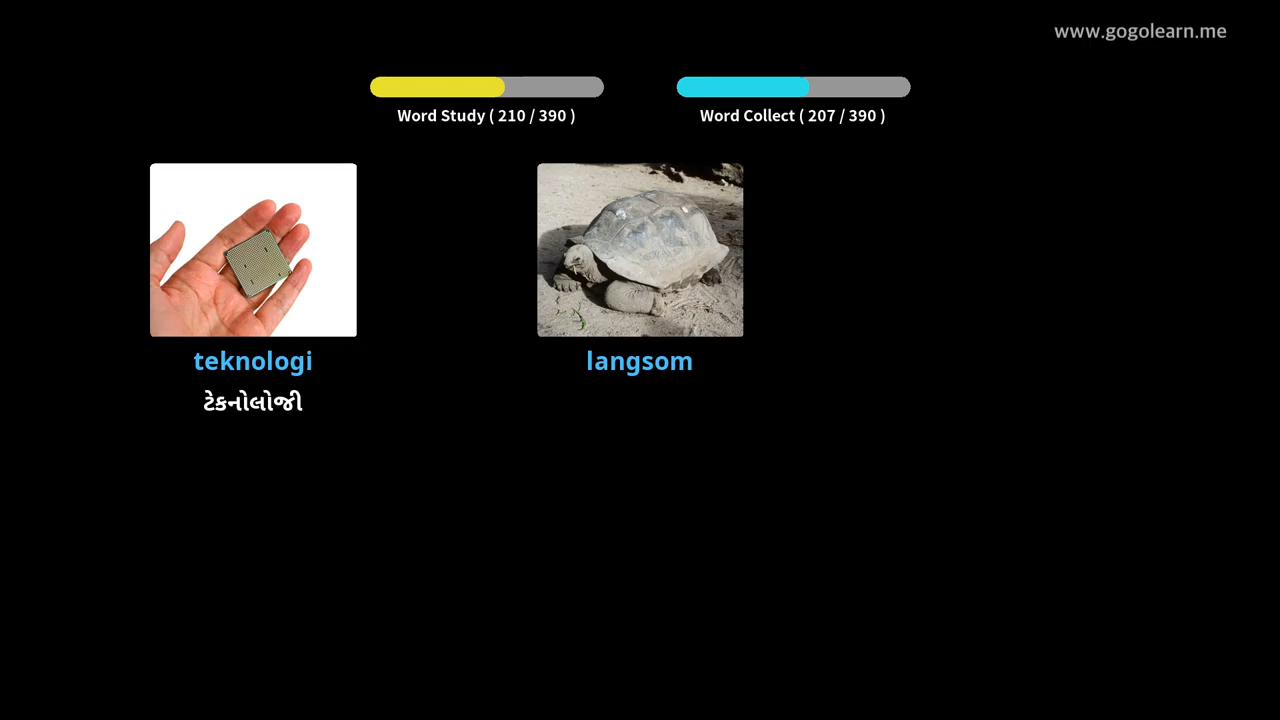 www.gogolearn.me
Word Study ( 210 / 390 )
Word Collect ( 207 / 390 )
teknologi
langsom
ટેકનોલોજી